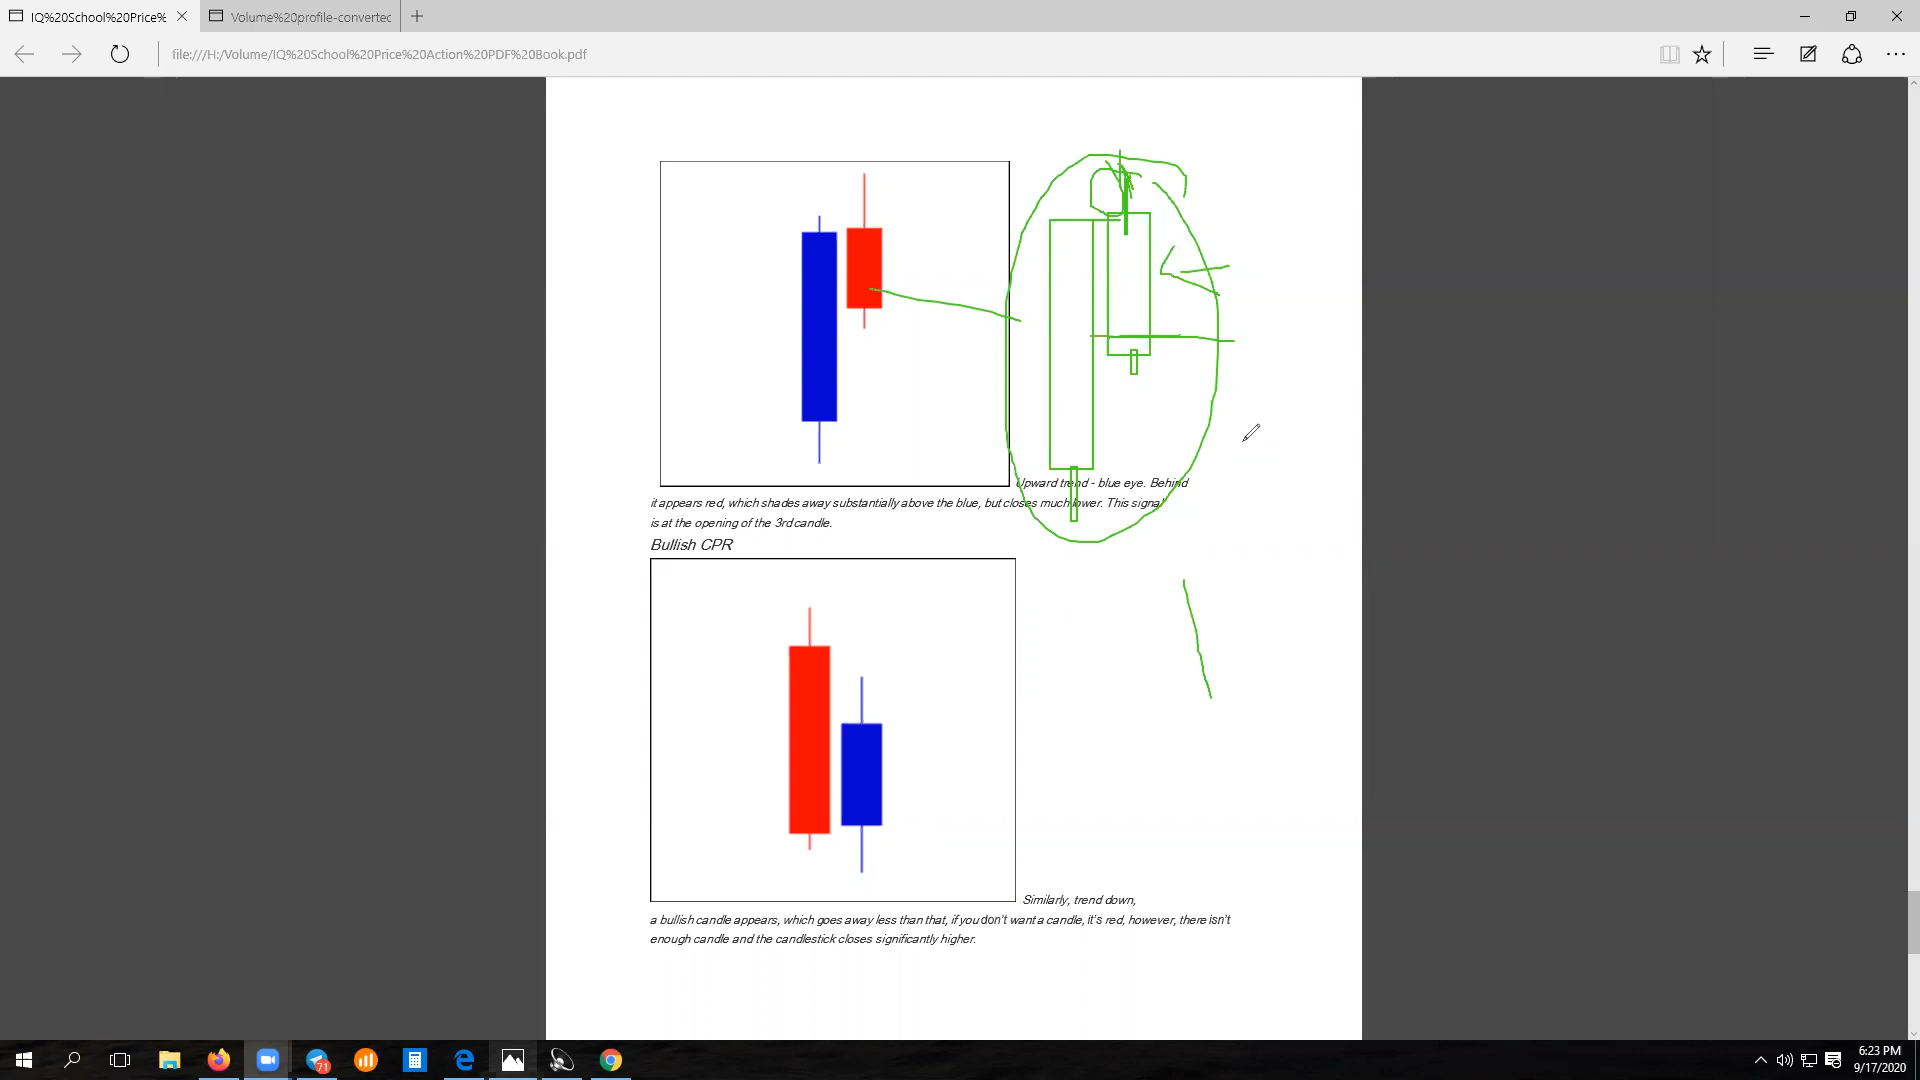 IQ%20School%20Price%
Volume%20profile-convertec
file:///H:/Volume/IQ%20School%20Price%20Action%20PDF%20Book.pdf
Upward trend - blue eye. Behind
it appears red, which shades away substantially above the blue, but closes much lower. This signal
is at the opening of the 3rd candle.
Bullish CPR
Similarly, trend down,
a bullish candle appears, which goes away less than that, if you don't want a candle, it's red, however, there isn't
enough candle and the candlestick closes significantly higher.
71
6:23 PM
9/17/2020